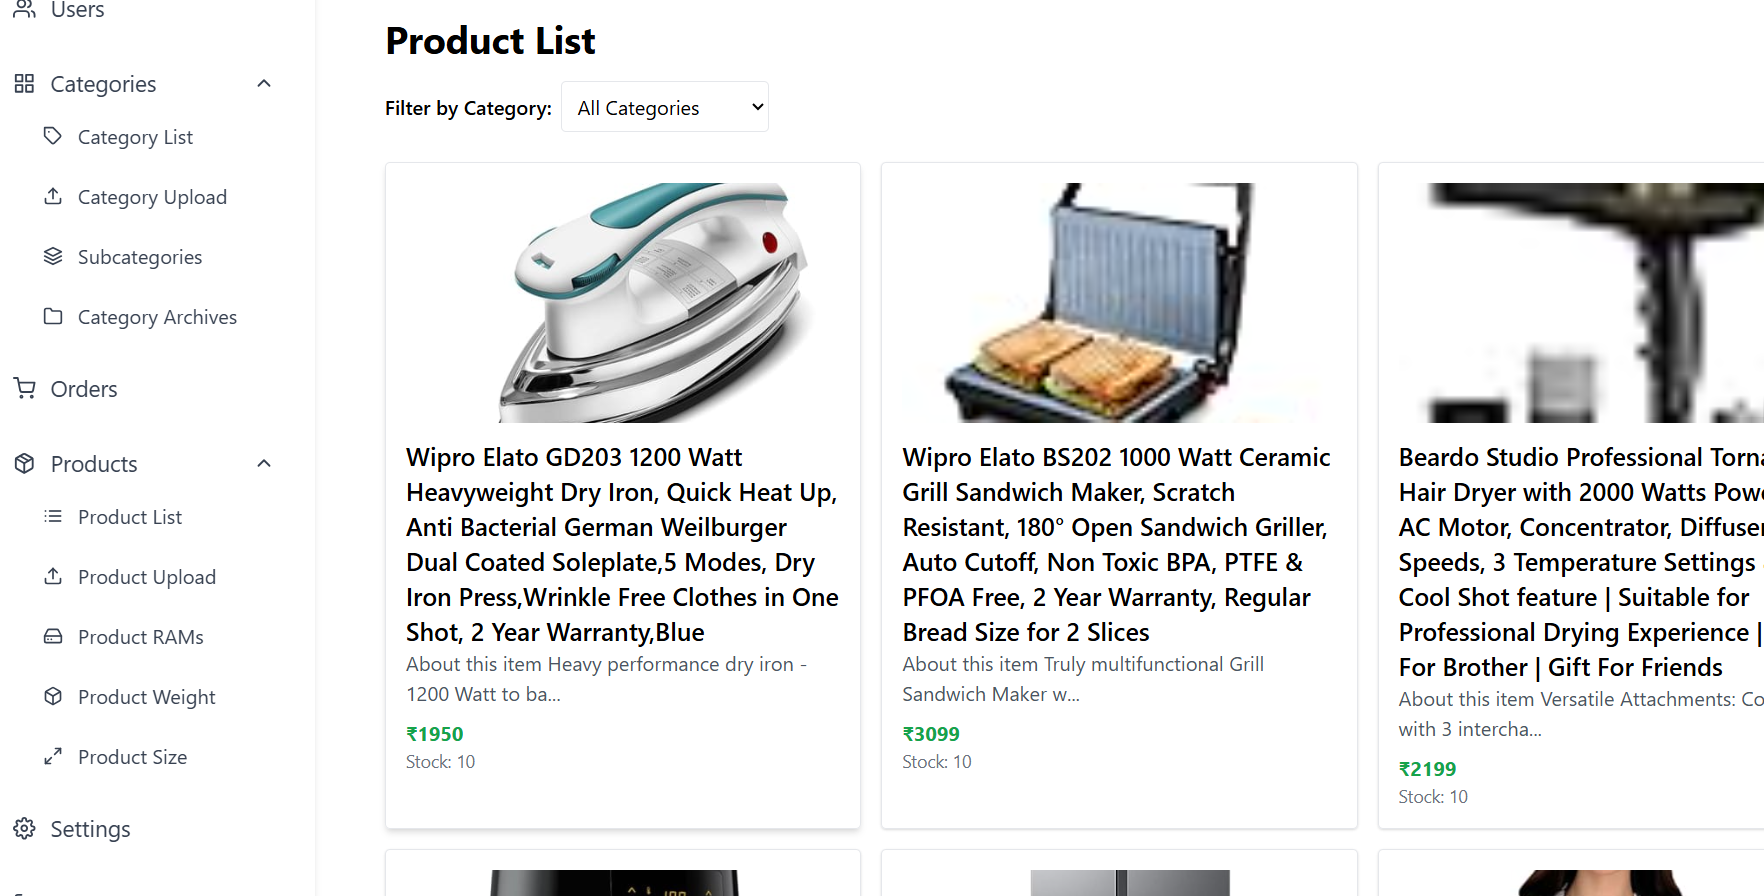 Users
Categories
Category List
Category Upload
Subcategories
Category Archives
Orders
Products
Product List
Product Upload
Product RAMs
Product Weight
Product Size
Settings
Product List
Filter by Category: All Categories
Wipro Elato GD203 1200 Watt
Heavyweight Dry Iron, Quick Heat Up,
Anti Bacterial German Weilburger
Dual Coated Soleplate,5 Modes, Dry
Iron Press,Wrinkle Free Clothes in One
Shot, 2 Year Warranty,Blue
About this item Heavy performance dry iron -
1200 Watt to ba...
₹1950
Stock: 10
Wipro Elato BS202 1000 Watt Ceramic
Grill Sandwich Maker, Scratch
Resistant, 180° Open Sandwich Griller,
Auto Cutoff, Non Toxic BPA, PTFE &
PFOA Free, 2 Year Warranty, Regular
Bread Size for 2 Slices
About this item Truly multifunctional Grill
Sandwich Maker w...
₹3099
Stock: 10
Beardo Studio Professional
Hair Dryer with 2000 Watts
AC Motor, Concentrator,
Speeds, 3 Temperature Settings
Cool Shot feature | Suitable for
Professional Drying Experience |
For Brother | Gift For Friends
About this item Versatile Attachments:
with 3 intercha...
₹2199
Stock: 10